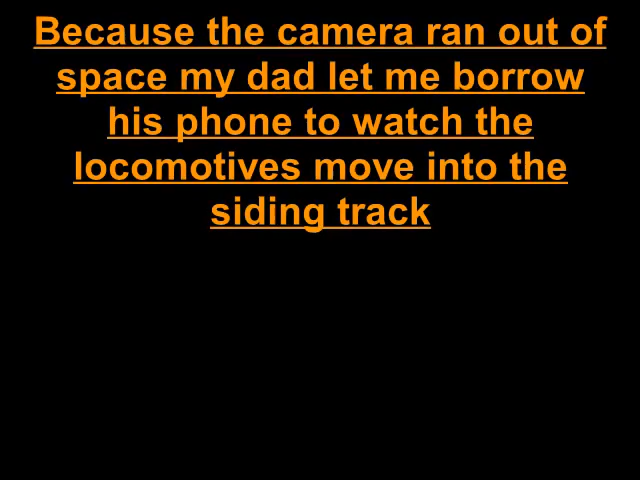 Because the camera ran out of
space my dad let me borrow
his phone to watch the
locomotives move into the
siding track